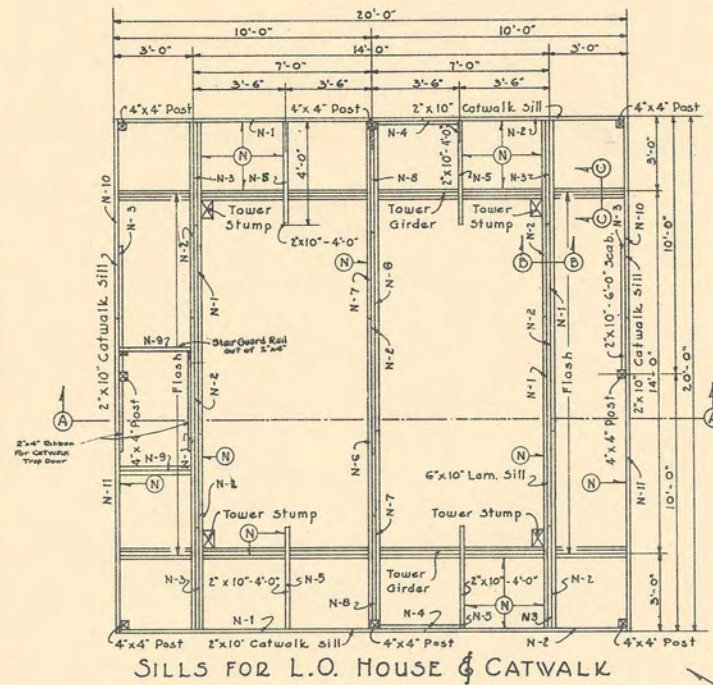 20'-0"
10'-0" 10'-0"
3'-0" 14'-0" 3'-0"
7'-0" 7'-0"
3'-6" 3'-6" 3'-6" 3'-6"
4"x4" Post 4"x4" Post 2"x10" Catwalk Sill 4"x4" Post
N-1 N-4 N-2
N N
4'-0" 2"x10"-4'-0" 3'-0"
C
N-3 N-5 N-8 N-5 N-3
N-10
C
N-3 N-3 N-10
Tower Stump
Tower Girder
Tower Stump
2"x10"-4'-0"
N-2 N-2
N
B B
N-6
N-7
N-1
N-2
N-1
2"x10"-6'-0" Scab.
10'-0"
2"x10" Catwalk Sill
2"x10" Catwalk Sill
14'-0"
20'-0"
N-9
Stair Guard Rail
out of 2"x4"
Flash
Flash
N-2
N-2
N-1
4"x4" Post
4"x4" Post
A A
2"x4" Ribbon
For Catwalk
Trap Door
N-1
N-9
N N N
N-6
6"x10" Lam. Sill
N-11 N-11
N
N-7
10'-0"
Tower Stump
Tower Stump
N
N-3 2"x10"-4'-0" N-5
Tower Girder
2"x10"-4'-0"
N-2
3'-0"
N
N-8 N-4 N-5 N3
N-1 N-2
4"x4" Post 2"x10" Catwalk Sill 4"x4" Post 4"x4" Post
SILLS FOR L.O. HOUSE & CATWALK